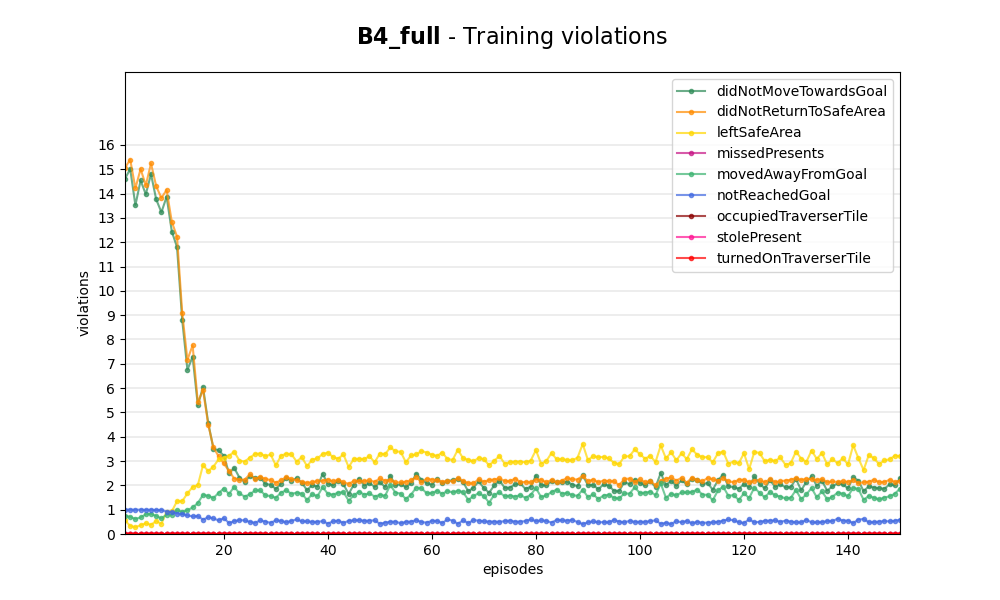 B4_full - Training violations
didNotMoveTowardsGoal
didNotReturnToSafeArea
leftSafeArea
missedPresents
movedAwayFromGoal
notReachedGoal
occupiedTraverserTile
stolePresent
turnedOnTraverserTile
violations
16
15
14
13
12
11
10
9
8
7
6
5
4
3
2
1
0
20 40 60 80 100 120 140
episodes